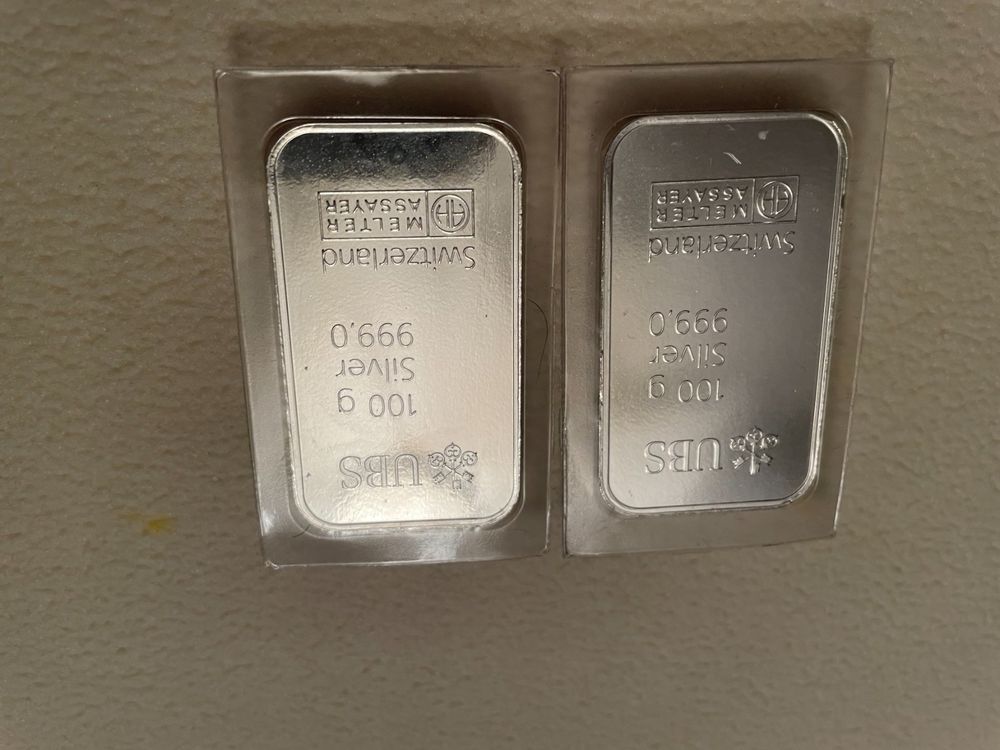 UBS
100 g
Silver
999,0
Switzerland
MELTER
ASSAYER
UBS
100 g
Silver
999,0
Switzerland
MELTER
ASSAYER